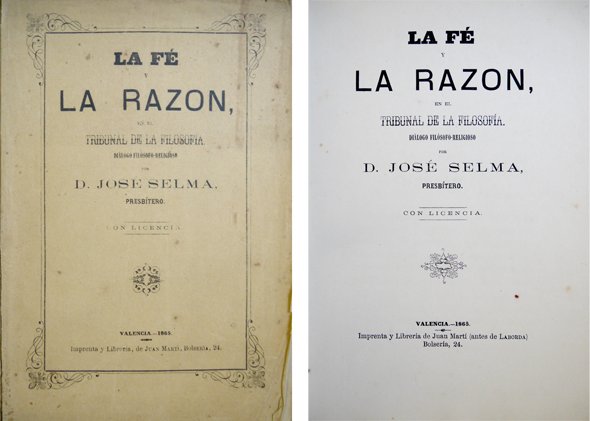 LA FÉ
Y
LA RAZON,
EN EL
TRIBUNAL DE LA FILOSOFÍA
DIÁLOGO FILÓSOFO-RELIGIOSO
POR
D. JOSÉ SELMA,
PRESBÍTERO.
CON LICENCIA
VALENCIA.—1865.
Imprenta y Librería, de JUAN MARTÍ, Bolsería, 24.
LA FÉ
Y
LA RAZON,
EN EL
TRIBUNAL DE LA FILOSOFÍA.
DIÁLOGO FILÓSOFO-RELIGIOSO
POR
D. JOSÉ SELMA,
PRESBÍTERO.
CON LICENCIA.
VALENCIA.—1865.
Imprenta y Librería de Juan Martí (antes de LABORDA)
Bolsería, 24.